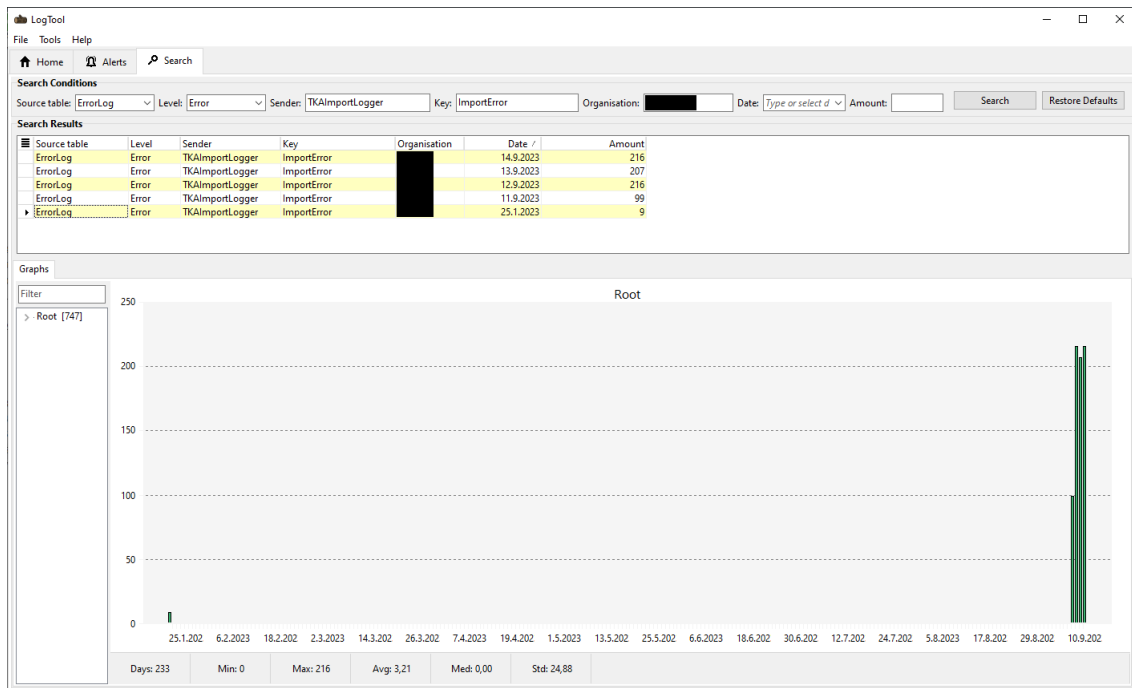 LogTool
File Tools Help
Home Alerts Search
Search Conditions
Source table: ErrorLog Level: Error Sender: TKAImportLogger Key: ImportError Organisation: Date: Type or select d Amount: Search Restore Defaults
Search Results
Source table Level Sender Key Organisation Date Amount
ErrorLog Error TKAImportLogger ImportError 14.9.2023 216
ErrorLog Error TKAImportLogger ImportError 13.9.2023 207
ErrorLog Error TKAImportLogger ImportError 12.9.2023 216
ErrorLog Error TKAImportLogger ImportError 11.9.2023 99
ErrorLog Error TKAImportLogger ImportError 25.1.2023 9
Graphs
Filter
Root [747]
Root
250
200
150
100
50
0
25.1.202 6.2.2023 18.2.202 2.3.2023 14.3.202 26.3.202 7.4.2023 19.4.202 1.5.2023 13.5.202 25.5.202 6.6.2023 18.6.202 30.6.202 12.7.202 24.7.202 5.8.2023 17.8.202 29.8.202 10.9.202
Days: 233 Min: 0 Max: 216 Avg: 3,21 Med: 0,00 Std: 24,88